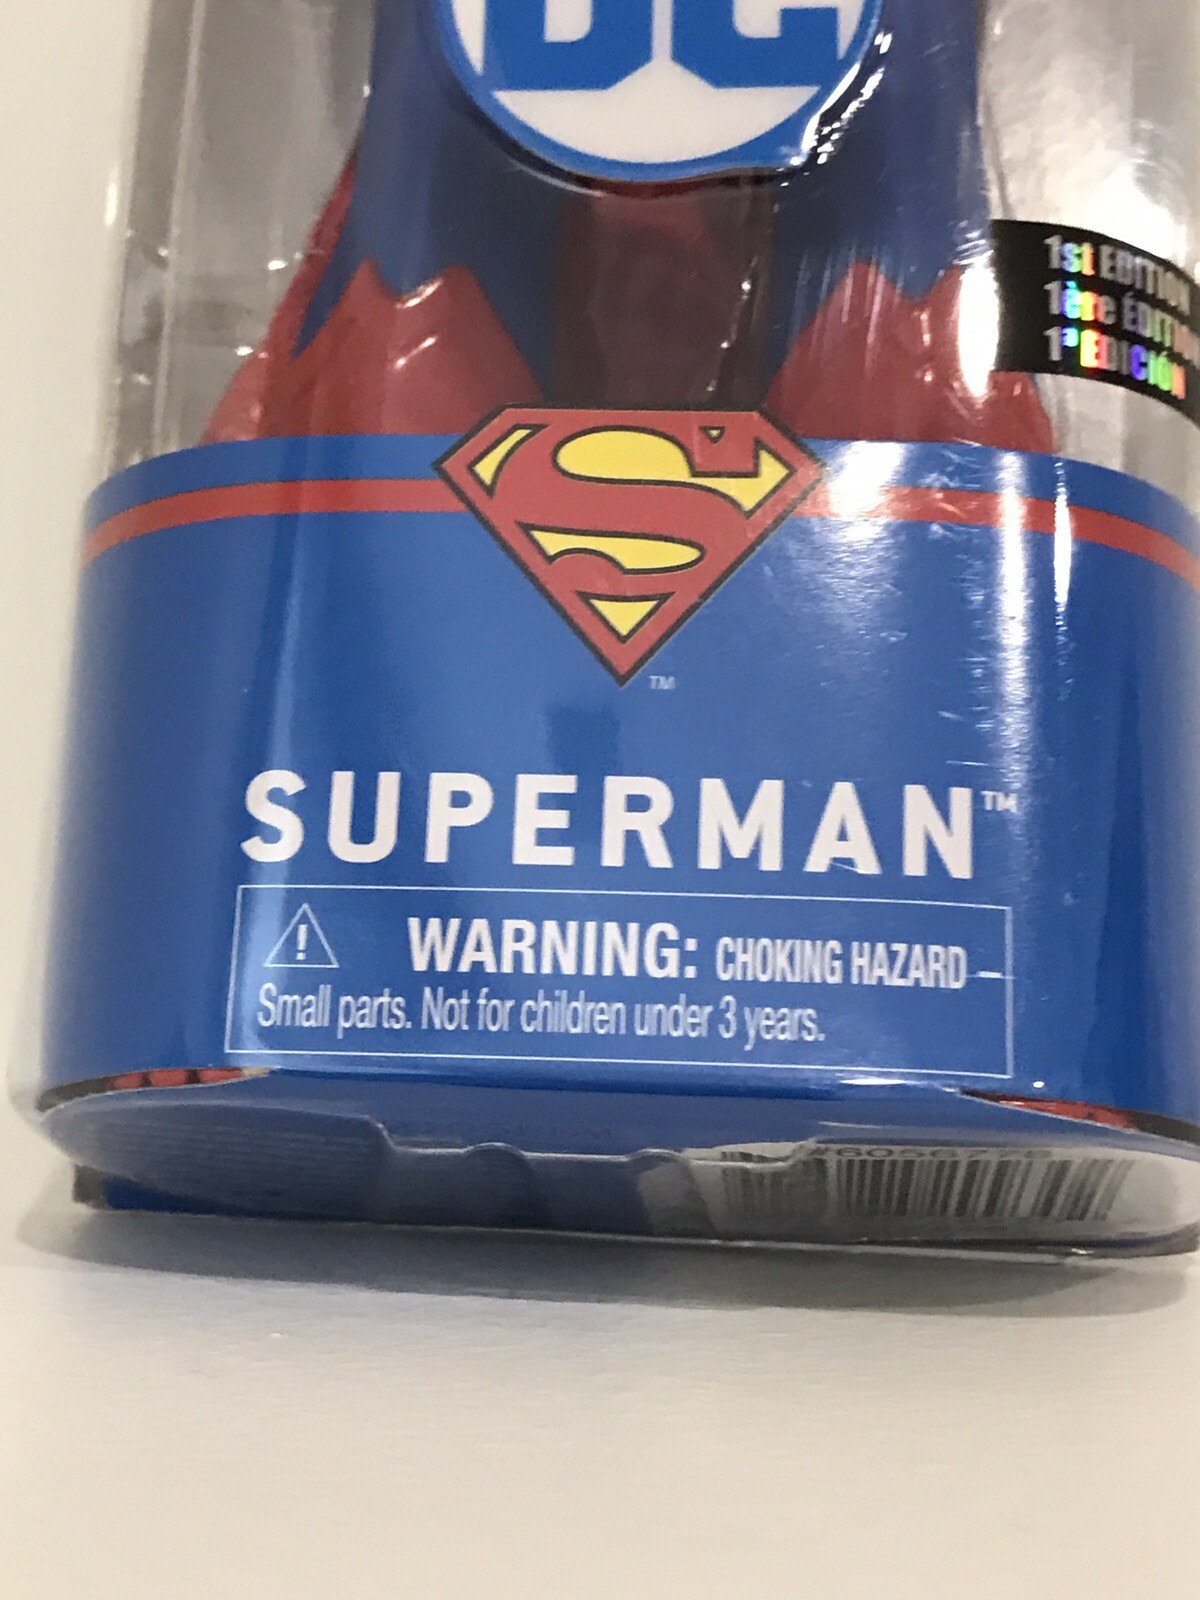 DC
1st EDITION
1ère ÉDITION
1ª EDICIÓN
S
™
SUPERMAN™
! WARNING: CHOKING HAZARD —
Small parts. Not for children under 3 years.